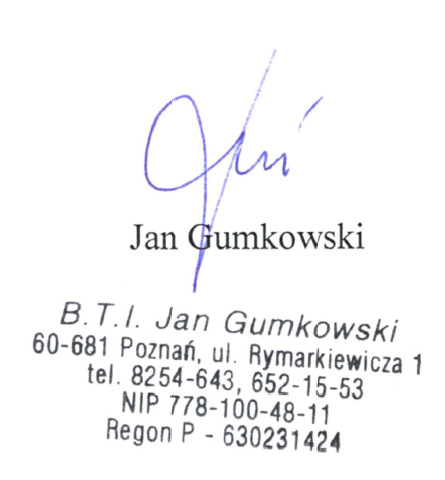 Jan Gumkowski
B.T.I. Jan Gumkowski
60-681 Poznań, ul. Rymarkiewicza 1
tel. 8254-643, 652-15-53
NIP 778-100-48-11
Regon P - 630231424